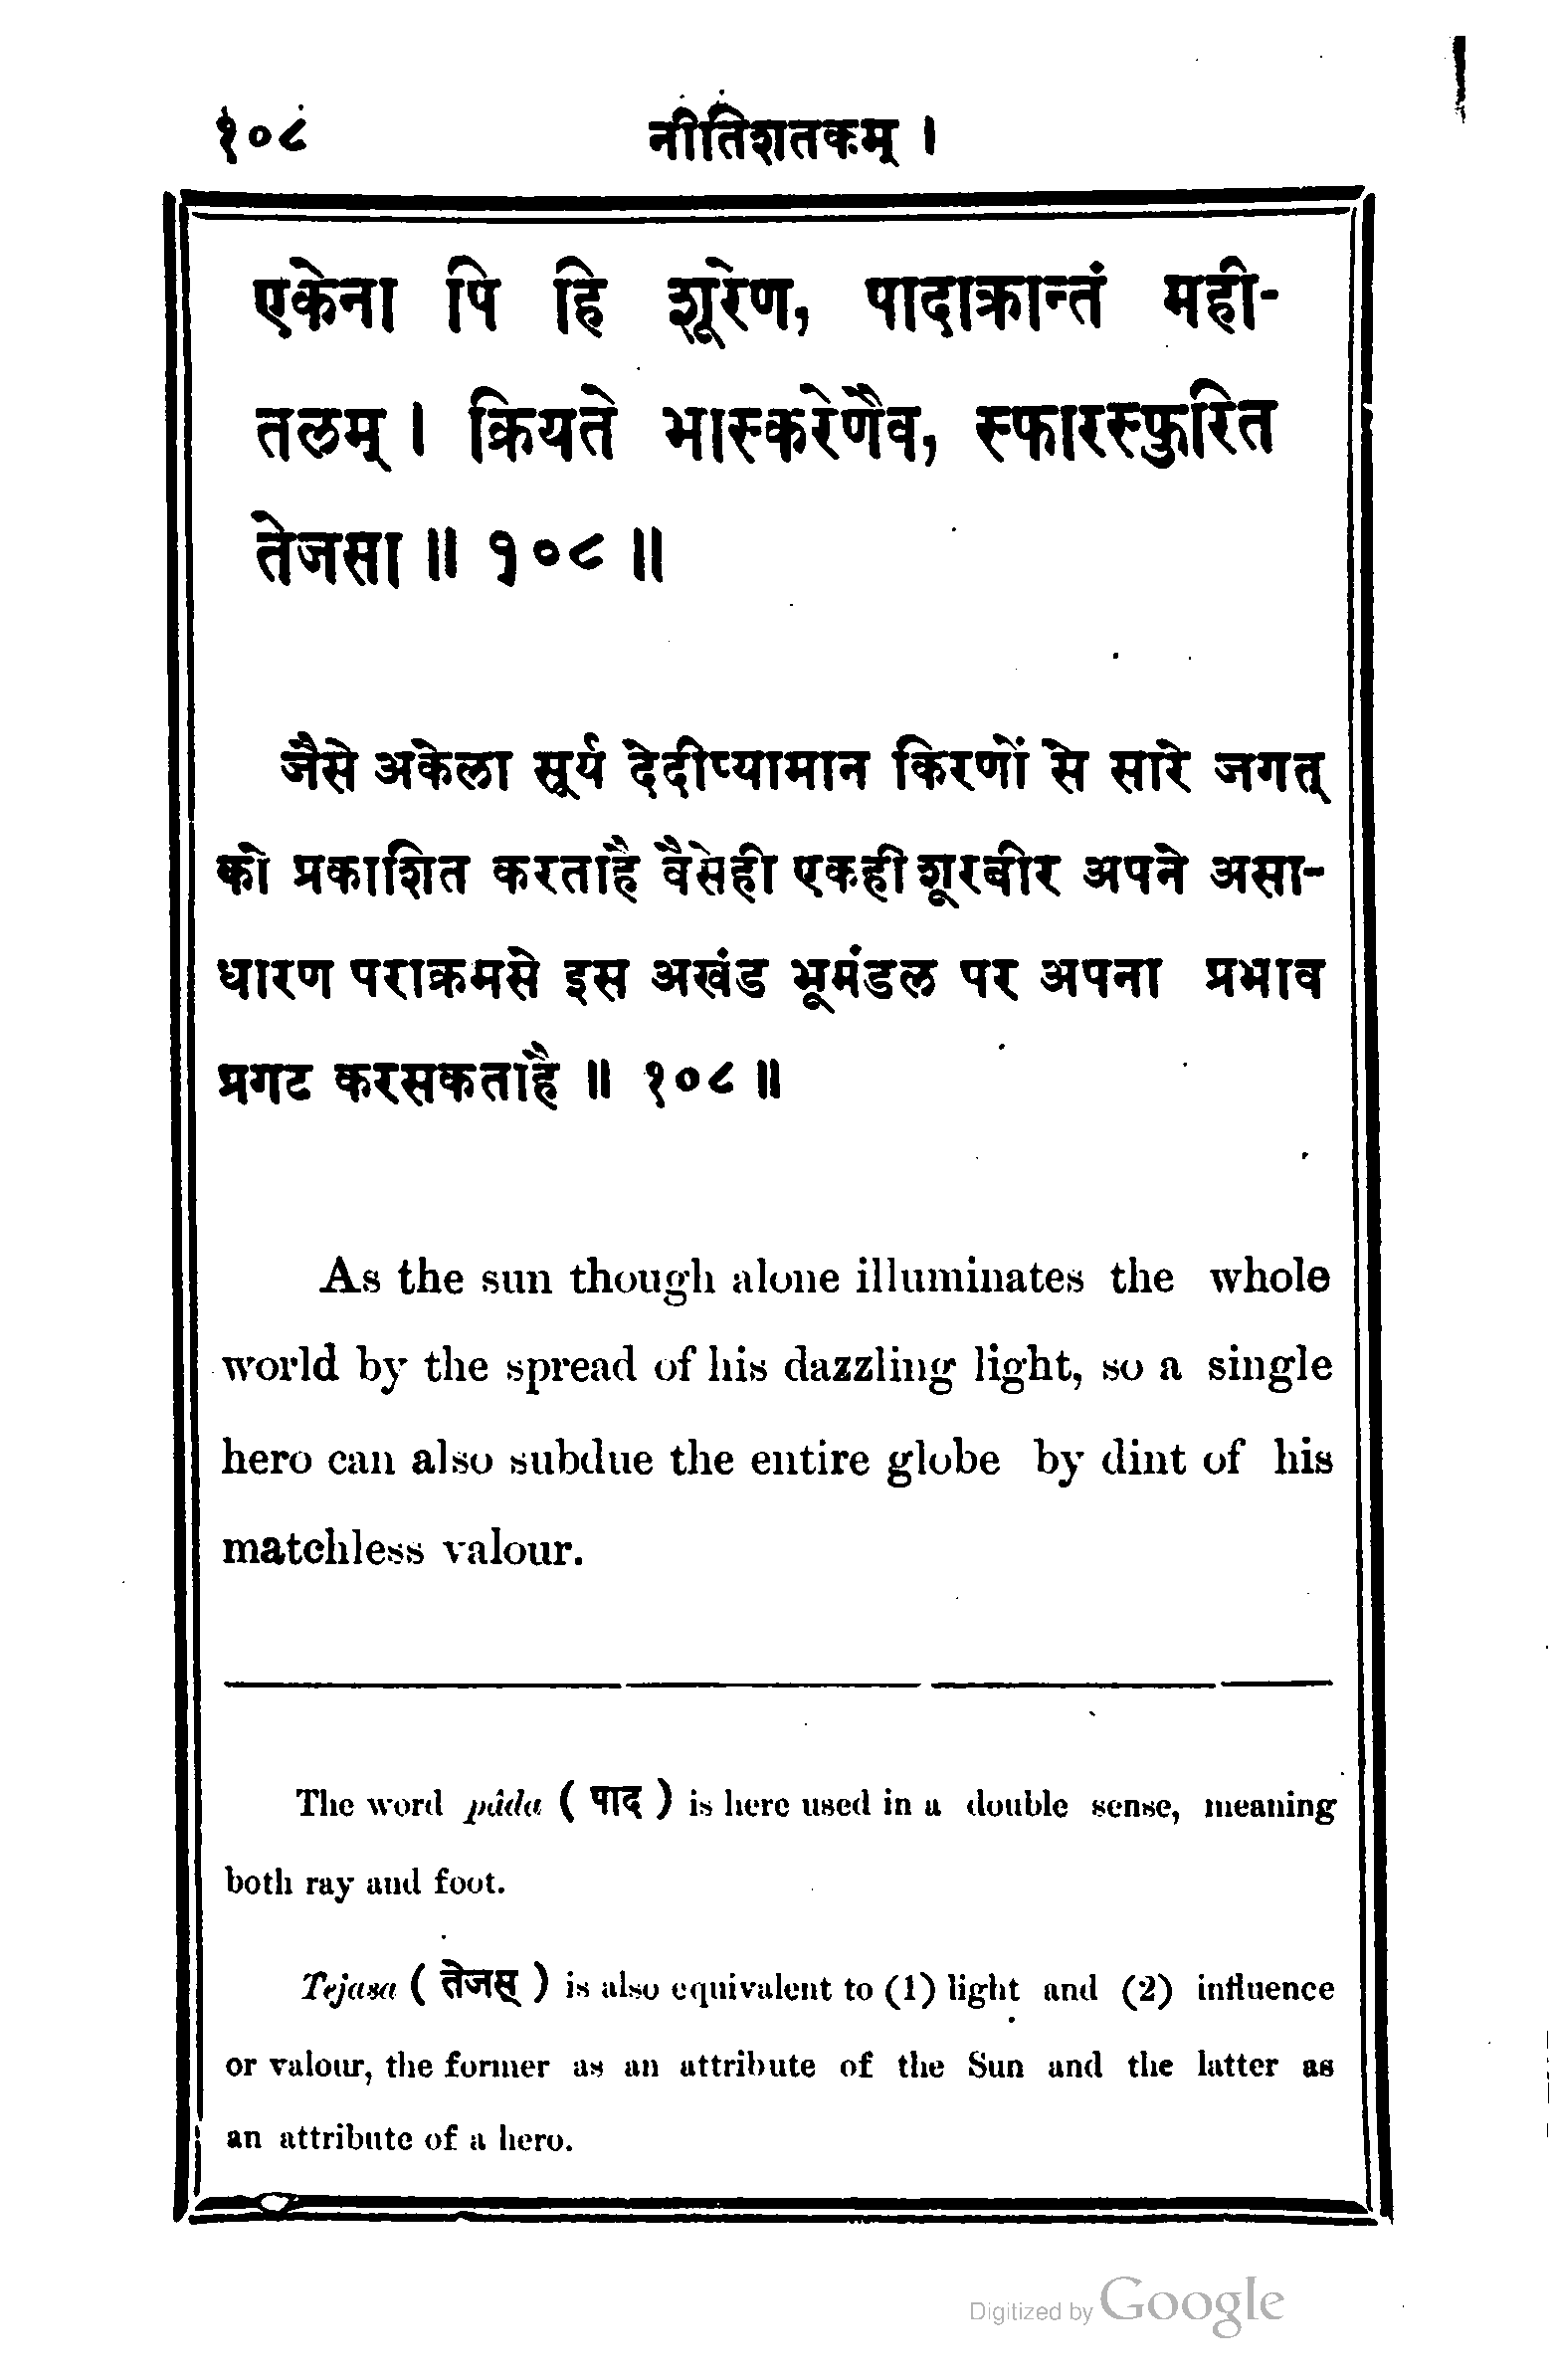 १०८ नीतिशतकम् ।
एकेना पि हि शूरेण, पादाक्रान्तं मही-
तलम् । क्रियते भास्करेणैव, स्फारस्फुरित
तेजसा ॥ १०८ ॥
जैसे अकेला सूर्य देदीप्यामान किरणों से सारे जगत्
को प्रकाशित करताहै वैसेही एकही शूरबीर अपने असा-
धारण पराक्रमसे इस अखंड भूमंडल पर अपना प्रभाव
प्रगट करसकताहै ॥ १०८ ॥
As the sun though alone illuminates the whole
world by the spread of his dazzling light, so a single
hero can also subdue the entire globe by dint of his
matchless valour.
The word pâda ( पाद ) is here used in a double sense, meaning
both ray and foot.
Tejasa ( तेजस् ) is also equivalent to (1) light and (2) influence
or valour, the former as an attribute of the Sun and the latter as
an attribute of a hero.
Digitized by Google